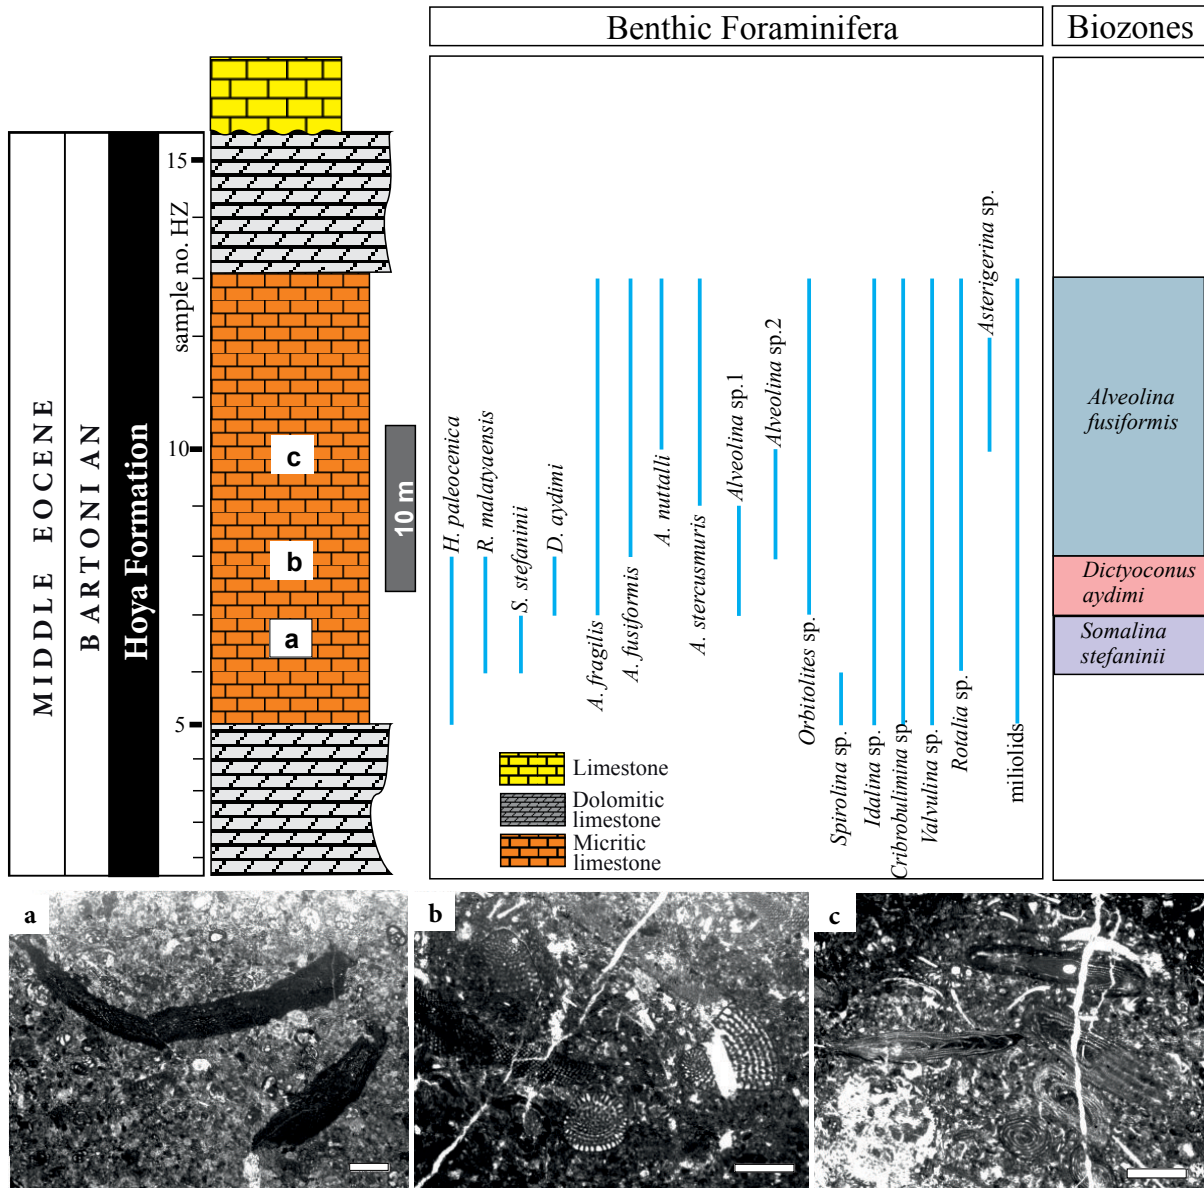 Benthic Foraminifera
Biozones
MIDDLE EOCENE
BARTONIAN
Hoya Formation
sample no. HZ
15
10
5
c
b
a
10 m
H. paleocenica
R. malatyaensis
S. stefaninii
D. aydimi
A. fragilis
A. fusiformis
A. nuttalli
A. stercusmuris
Alveolina sp.1
Alveolina sp.2
Orbitolites sp.
Spirolina sp.
Idalina sp.
Cribrobulimina sp.
Valvulina sp.
Rotalia sp.
Asterigerina sp.
miliolids
Alveolina
fusiformis
Dictyoconus
aydimi
Somalina
stefaninii
Limestone
Dolomitic
limestone
Micritic
limestone
a
b
c